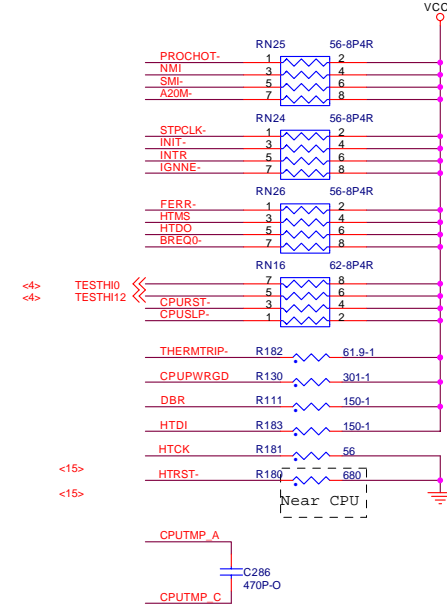 VCC
RN25 56-8P4R
PROCHOT- 1 2
NMI 3 4
SMI- 5 6
A20M- 7 8
RN24 56-8P4R
STPCLK- 1 2
INIT- 3 4
INTR 5 6
IGNNE- 7 8
RN26 56-8P4R
FERR- 1 2
HTMS 3 4
HTDO 5 6
BREQ0- 7 8
RN16 62-8P4R
<4> TESTHI0 7 8
<4> TESTHI12 5 6
CPURST- 3 4
CPUSLP- 1 2
THERMTRIP- R182 61.9-1
CPUPWRGD R130 301-1
DBR R111 150-1
HTDI R183 150-1
HTCK R181 56
<15>
HTRST- R180 680
<15>
Near CPU
CPUTMP_A
C286
470P-O
CPUTMP_C